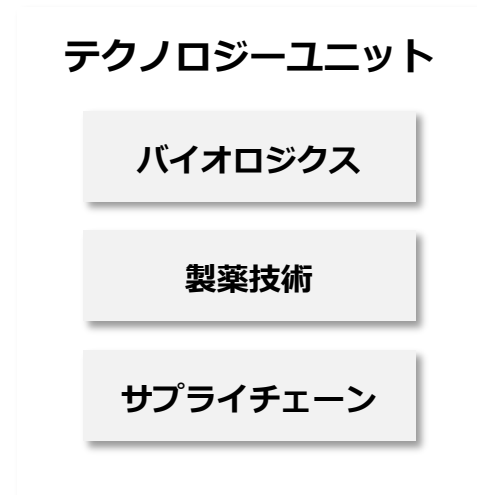 テクノロジーユニット
バイオロジクス
製薬技術
サプライチェーン